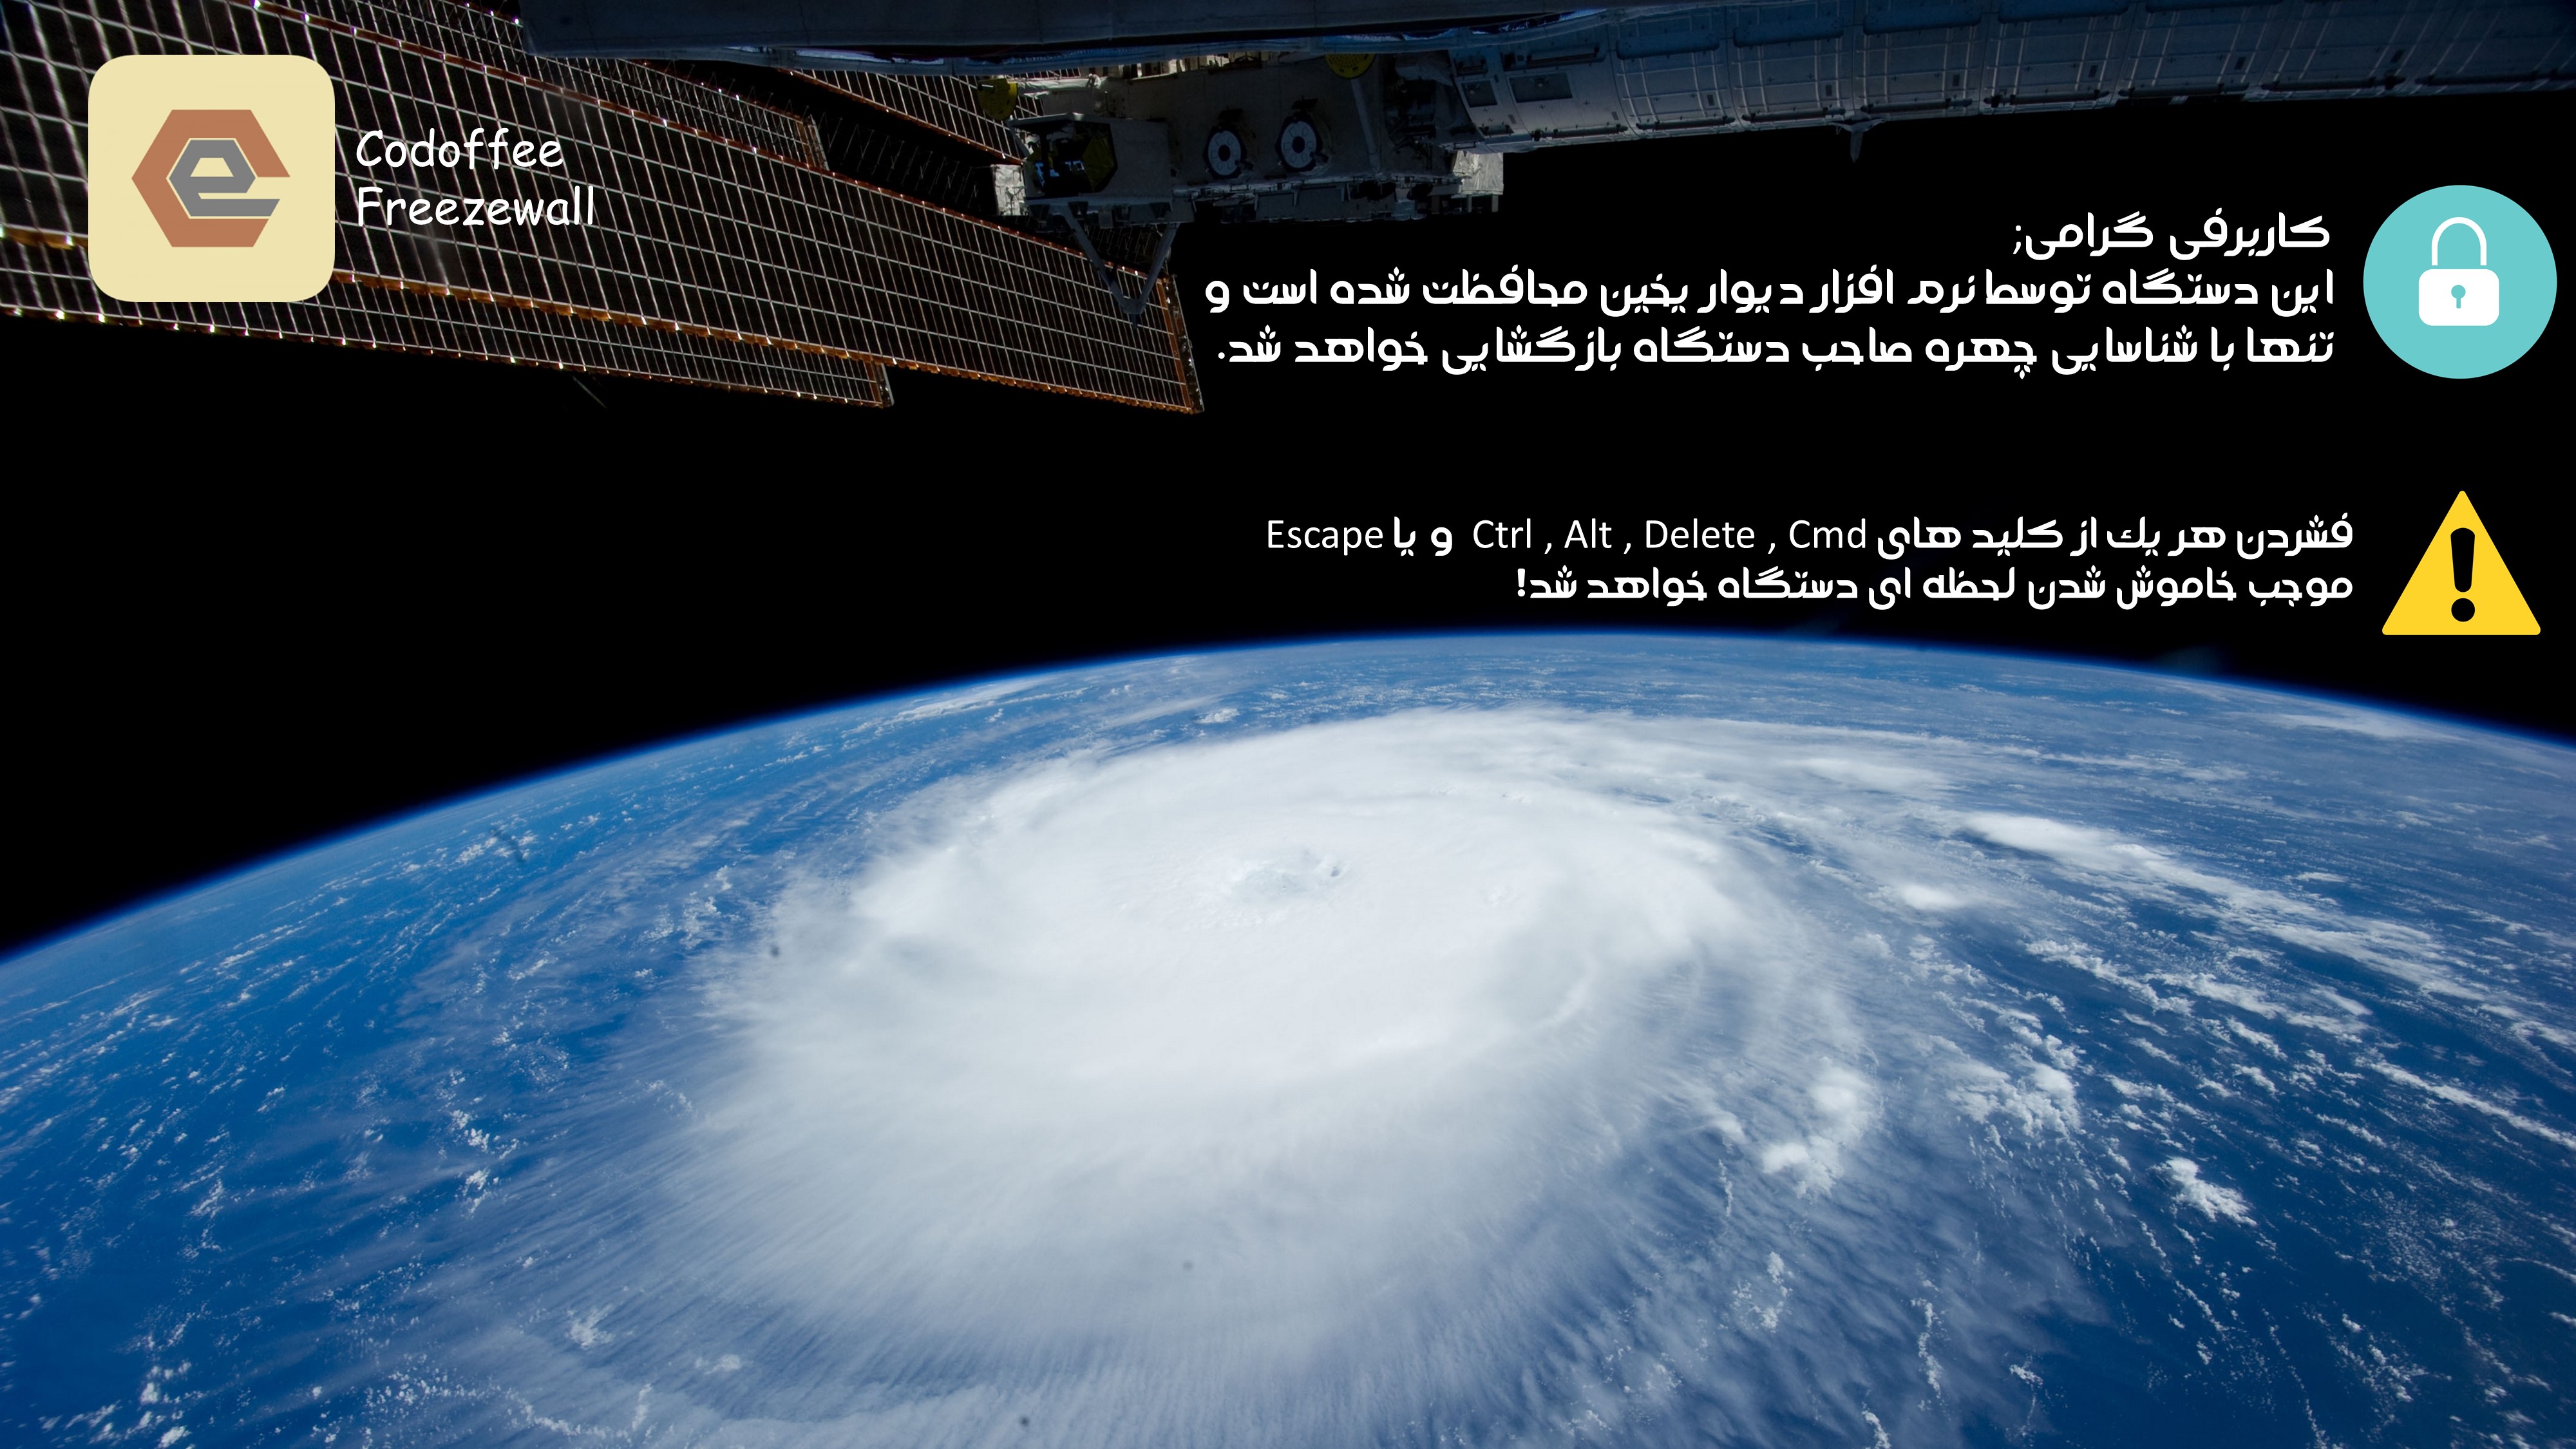 Codoffee
Freezewall
کاربرفی گرامی;
این دستگاه توسط نرم افزار دیوار یخین محافظت شده است و
تنها با شناسایی چهره صاحب دستگاه بازگشایی خواهد شد.
فشردن هر یک از کلید های Ctrl , Alt , Delete , Cmd و یا Escape
موجب خاموش شدن لحظه ای دستگاه خواهد شد!